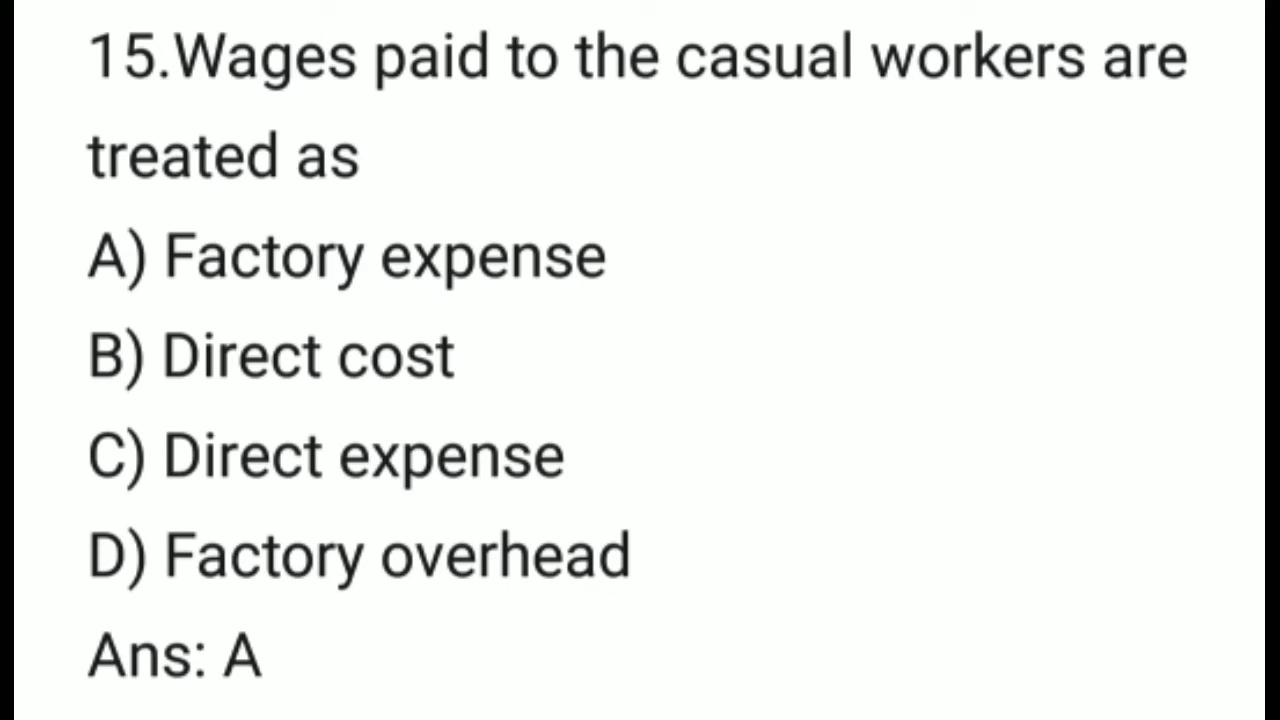 15.Wages paid to the casual workers are
treated as
A) Factory expense
B) Direct cost
C) Direct expense
D) Factory overhead
Ans: A